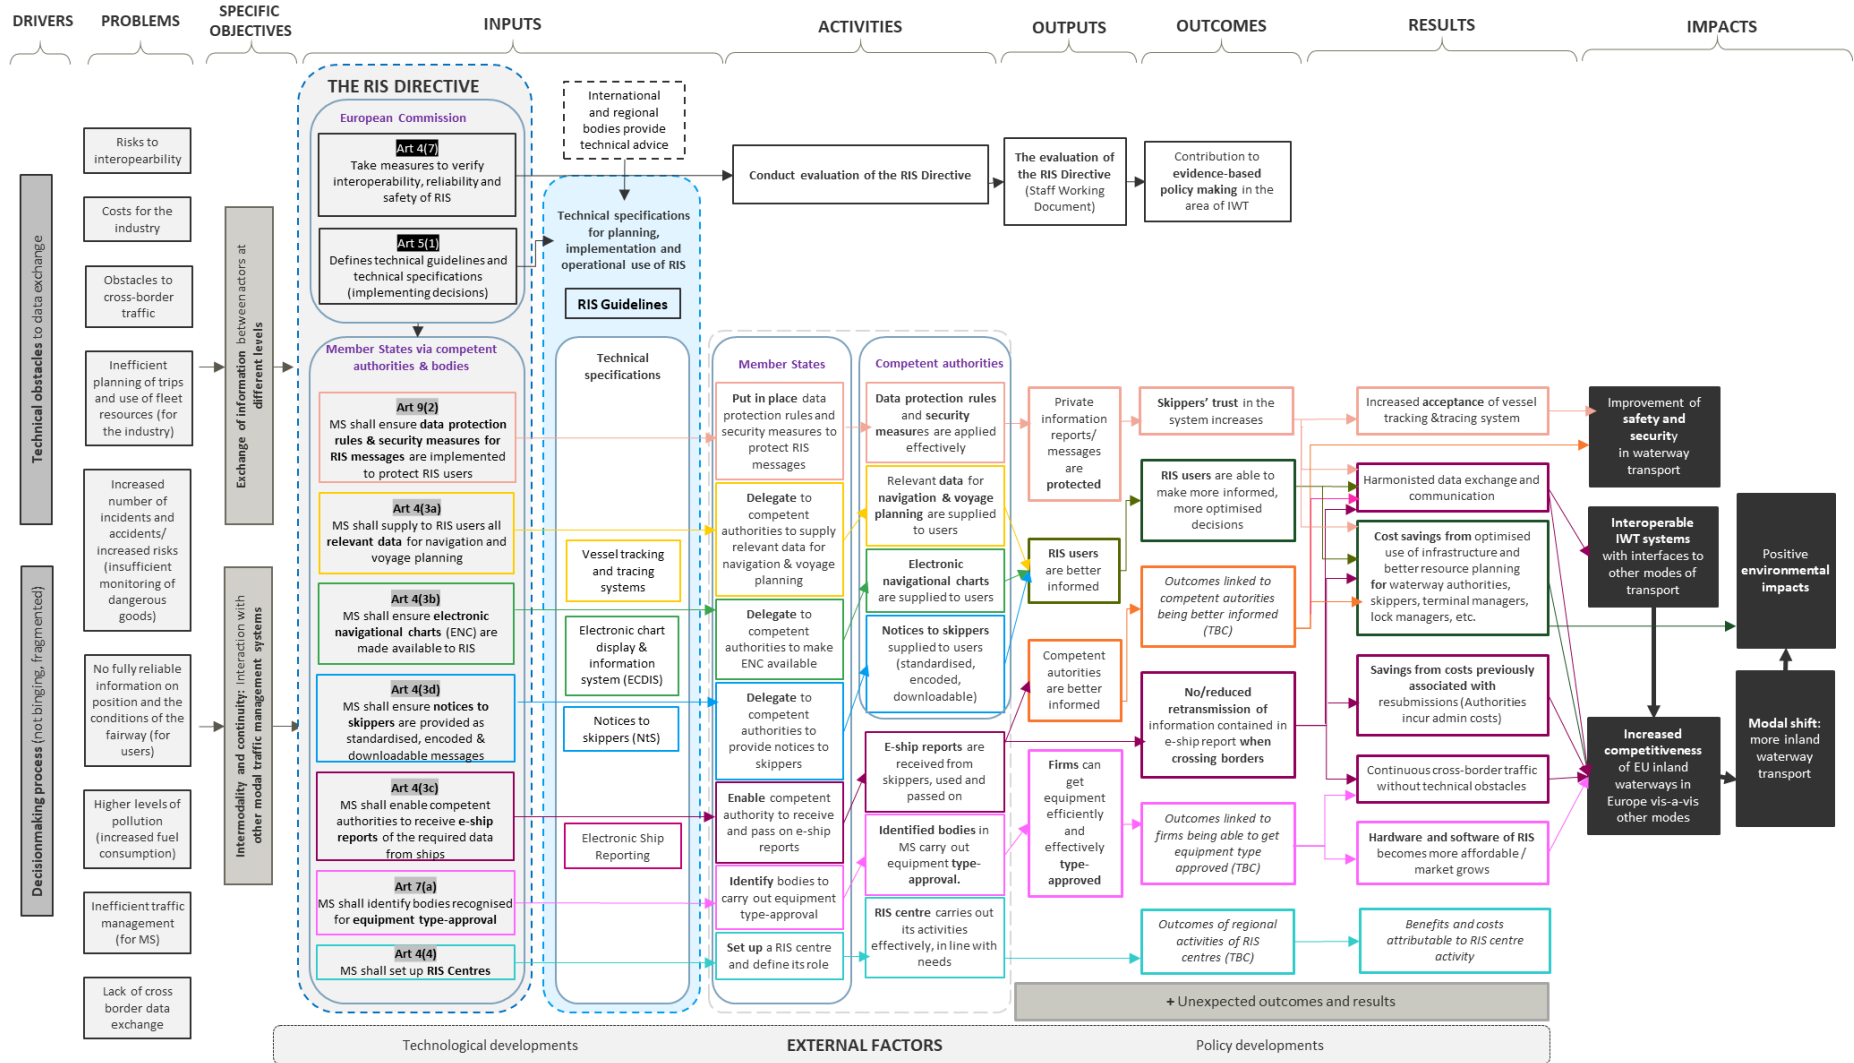 DRIVERS
PROBLEMS
SPECIFIC
OBJECTIVES
INPUTS
ACTIVITIES
OUTPUTS
OUTCOMES
RESULTS
IMPACTS
Technical obstacles to data exchange
Decisionmaking process (not binging, fragmented)
Risks to
interopearbility
Costs for the
industry
Obstacles to
cross-border
traffic
Inefficient
planning of trips
and use of fleet
resources (for
the industry)
Increased
number of
incidents and
accidents/
increased risks
(insufficient
monitoring of
dangerous
goods)
No fully reliable
information on
position and the
conditions of the
fairway (for
users)
Higher levels of
pollution
(increased fuel
consumption)
Inefficient traffic
management
(for MS)
Lack of cross
border data
exchange
Exchange of information between actors at
different levels
Intermodality and continuity: Interaction with
other modal traffic management systems
THE RIS DIRECTIVE
European Commission
Art 4(7)
Take measures to verify
interoperability, reliability and
safety of RIS
Art 5(1)
Defines technical guidelines and
technical specifications
(implementing decisions)
Member States via competent
authorities & bodies
Art 9(2)
MS shall ensure data protection
rules & security measures for
RIS messages are implemented
to protect RIS users
Art 4(3a)
MS shall supply to RIS users all
relevant data for navigation and
voyage planning
Art 4(3b)
MS shall ensure electronic
navigational charts (ENC) are
made available to RIS
Art 4(3d)
MS shall ensure notices to
skippers are provided as
standardised, encoded &
downloadable messages
Art 4(3c)
MS shall enable competent
authorities to receive e-ship
reports of the required data
from ships
Art 7(a)
MS shall identify bodies recognised
for equipment type-approval
Art 4(4)
MS shall set up RIS Centres
International
and regional
bodies provide
technical advice
Technical specifications
for planning,
implementation and
operational use of RIS
RIS Guidelines
Technical
specifications
Vessel tracking
and tracing
systems
Electronic chart
display &
information
system (ECDIS)
Notices to
skippers (NtS)
Electronic Ship
Reporting
Conduct evaluation of the RIS Directive
Member States
Put in place data
protection rules and
security measures to
protect RIS
messages
Delegate to
competent
authorities to supply
relevant data for
navigation & voyage
planning
Delegate to
competent
authorities to make
ENC available
Delegate to
competent
authorities to
provide notices to
skippers
Enable competent
authority to receive
and pass on e-ship
reports
Identify bodies to
carry out equipment
type-approval
Set up a RIS centre
and define its role
Competent authorities
Data protection rules
and security
measures are applied
effectively
Relevant data for
navigation & voyage
planning are supplied
to users
Electronic
navigational charts
are supplied to users
Notices to skippers
supplied to users
(standardised,
encoded,
downloadable)
E-ship reports are
received from
skippers, used and
passed on
Identified bodies in
MS carry out
equipment type-
approval.
RIS centre carries out
its activities
effectively, in line with
needs
The evaluation of
the RIS Directive
(Staff Working
Document)
Private
information
reports/
messages
are
protected
RIS users
are better
informed
Competent
autorities
are better
informed
Firms can
get
equipment
efficiently
and
effectively
type-
approved
Contribution to
evidence-based
policy making in the
area of IWT
Skippers' trust in the
system increases
RIS users are able to
make more informed,
more optimised
decisions
Outcomes linked to
competent autorities
being better informed
(TBC)
No/reduced
retransmission of
information contained in
e-ship report when
crossing borders
Outcomes linked to
firms being able to get
equipment type
approved (TBC)
Outcomes of regional
activities of RIS
centres (TBC)
Increased acceptance of vessel
tracking &tracing system
Harmonisted data exchange and
communication
Cost savings from optimised
use of infrastructure and
better resource planning
for waterway authorities,
skippers, terminal managers,
lock managers, etc.
Savings from costs previously
associated with
resubmissions (Authorities
incur admin costs)
Continuous cross-border traffic
without technical obstacles
Hardware and software of RIS
becomes more affordable /
market grows
Benefits and costs
attributable to RIS centre
activity
Improvement of
safety and
security
in waterway
transport
Interoperable
IWT systems
with interfaces to
other modes of
transport
Increased
competitiveness
of EU inland
waterways in
Europe vis-a-vis
other modes
Positive
environmental
impacts
Modal shift:
more inland
waterway
transport
+ Unexpected outcomes and results
Technological developments
EXTERNAL FACTORS
Policy developments